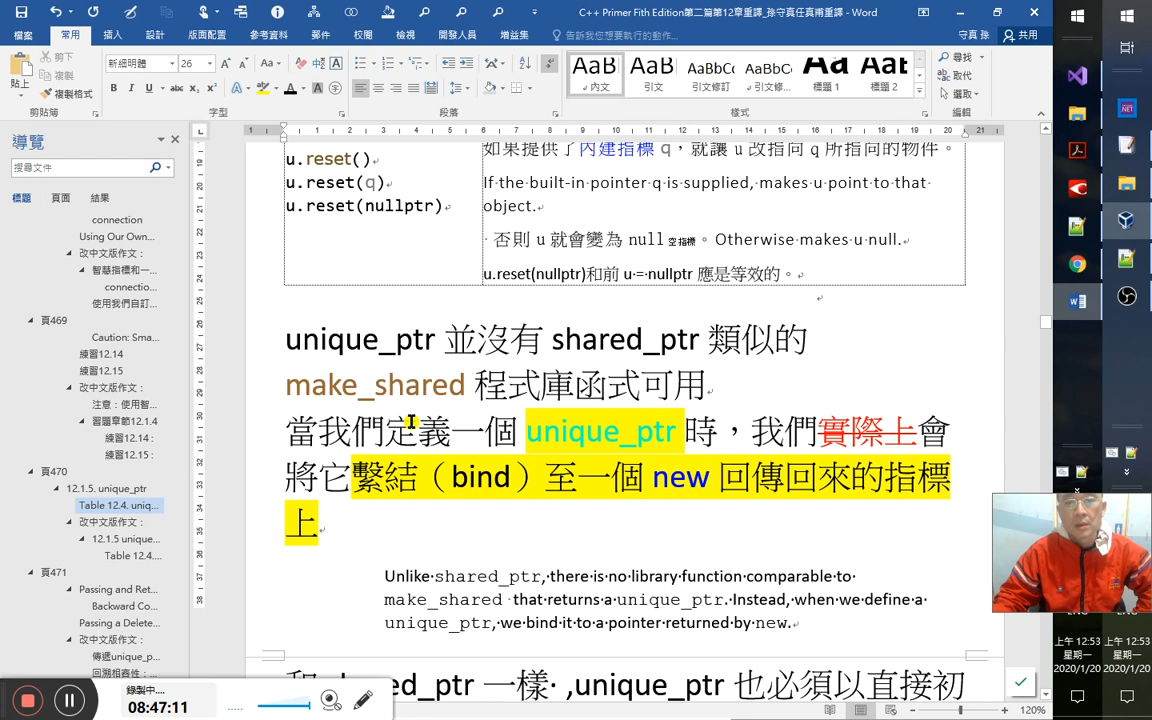 C++ Primer Fith Edition第二篇第12章重譯_孫守真任真甫重譯 - Word
檔案 常用 插入 設計 版面配置 參考資料 郵件 校閱 檢視 開發人員 增益集 告訴我您想要執行的動作... 守真 孫 共用
貼上 剪下 複製 複製格式
新細明體 26
內文 引文 引文修訂 引文修... 標題 1 標題 2
尋找 取代 選取
剪貼簿 字型 段落 樣式 編輯
導覽
搜尋文件
標題 頁面 結果
connection
Using Our Own...
改中文版作文：
智慧指標和一...
connectio...
使用我們自訂...
頁469
Caution: Sma...
練習12.14
練習12.15
改中文版作文：
注意：使用智...
習題章節12.1.4
練習12.14：
練習12.15：
頁470
12.1.5. unique_ptr
Table 12.4. uniq...
改中文版作文：
12.1.5 unique...
Table 12.4....
頁471
Passing and Ret...
Backward Co...
Passing a Delete...
改中文版作文：
傳遞unique_p...
回溯相容性：
u.reset()
u.reset(q)
u.reset(nullptr)
如果提供了內建指標 q，就讓 u 改指向 q 所指向的物件。
If the built-in pointer q is supplied, makes u point to that
object.
否則 u 就會變為 null 空指標。Otherwise makes u null.
u.reset(nullptr)和前 u = nullptr 應是等效的。
unique_ptr 並沒有 shared_ptr 類似的
make_shared 程式庫函式可用
當我們定義一個 unique_ptr 時，我們實際上會
將它繫結（bind）至一個 new 回傳回來的指標
上
Unlike shared_ptr, there is no library function comparable to
make_shared that returns a unique_ptr. Instead, when we define a
unique_ptr, we bind it to a pointer returned by new.
錄製中....
08:47:11
120%
上午 12:53
星期一
2020/1/20
上午 12:53
星期一
2020/1/20